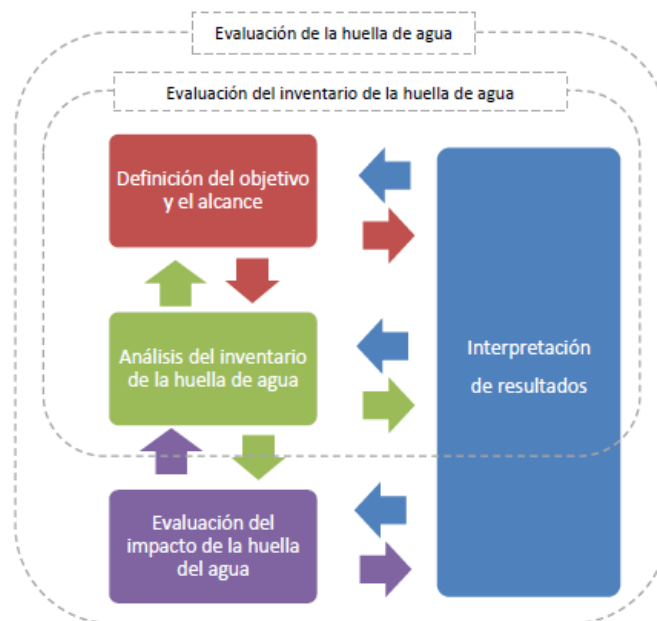 Evaluación de la huella de agua
Evaluación del inventario de la huella de agua
Definición del objetivo
y el alcance
Análisis del inventario
de la huella de agua
Evaluación del
impacto de la huella
del agua
Interpretación
de resultados